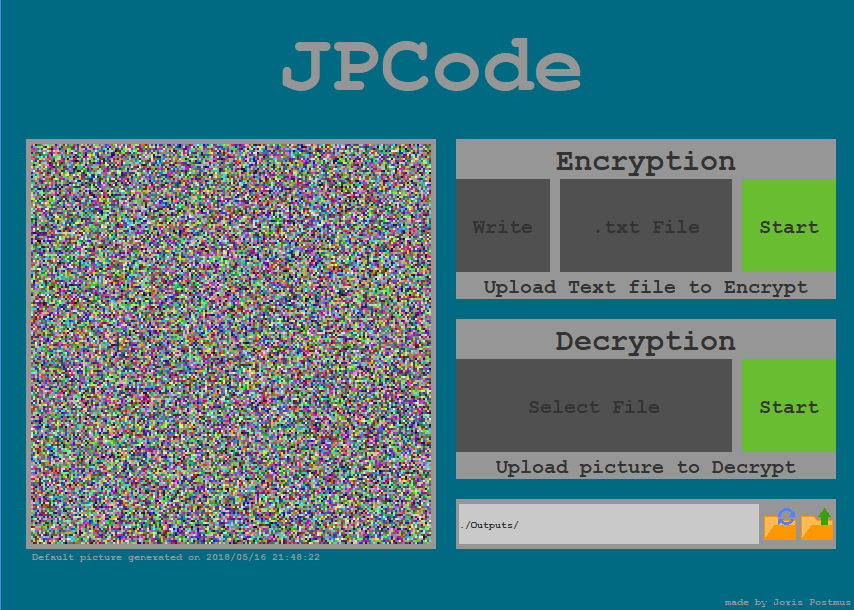 JPCode
Encryption
Write
.txt File
Start
Upload Text file to Encrypt
Decryption
Select File
Start
Upload picture to Decrypt
./Outputs/
Default picture generated on 2018/05/16 21:48:22
made by Joris Postmus